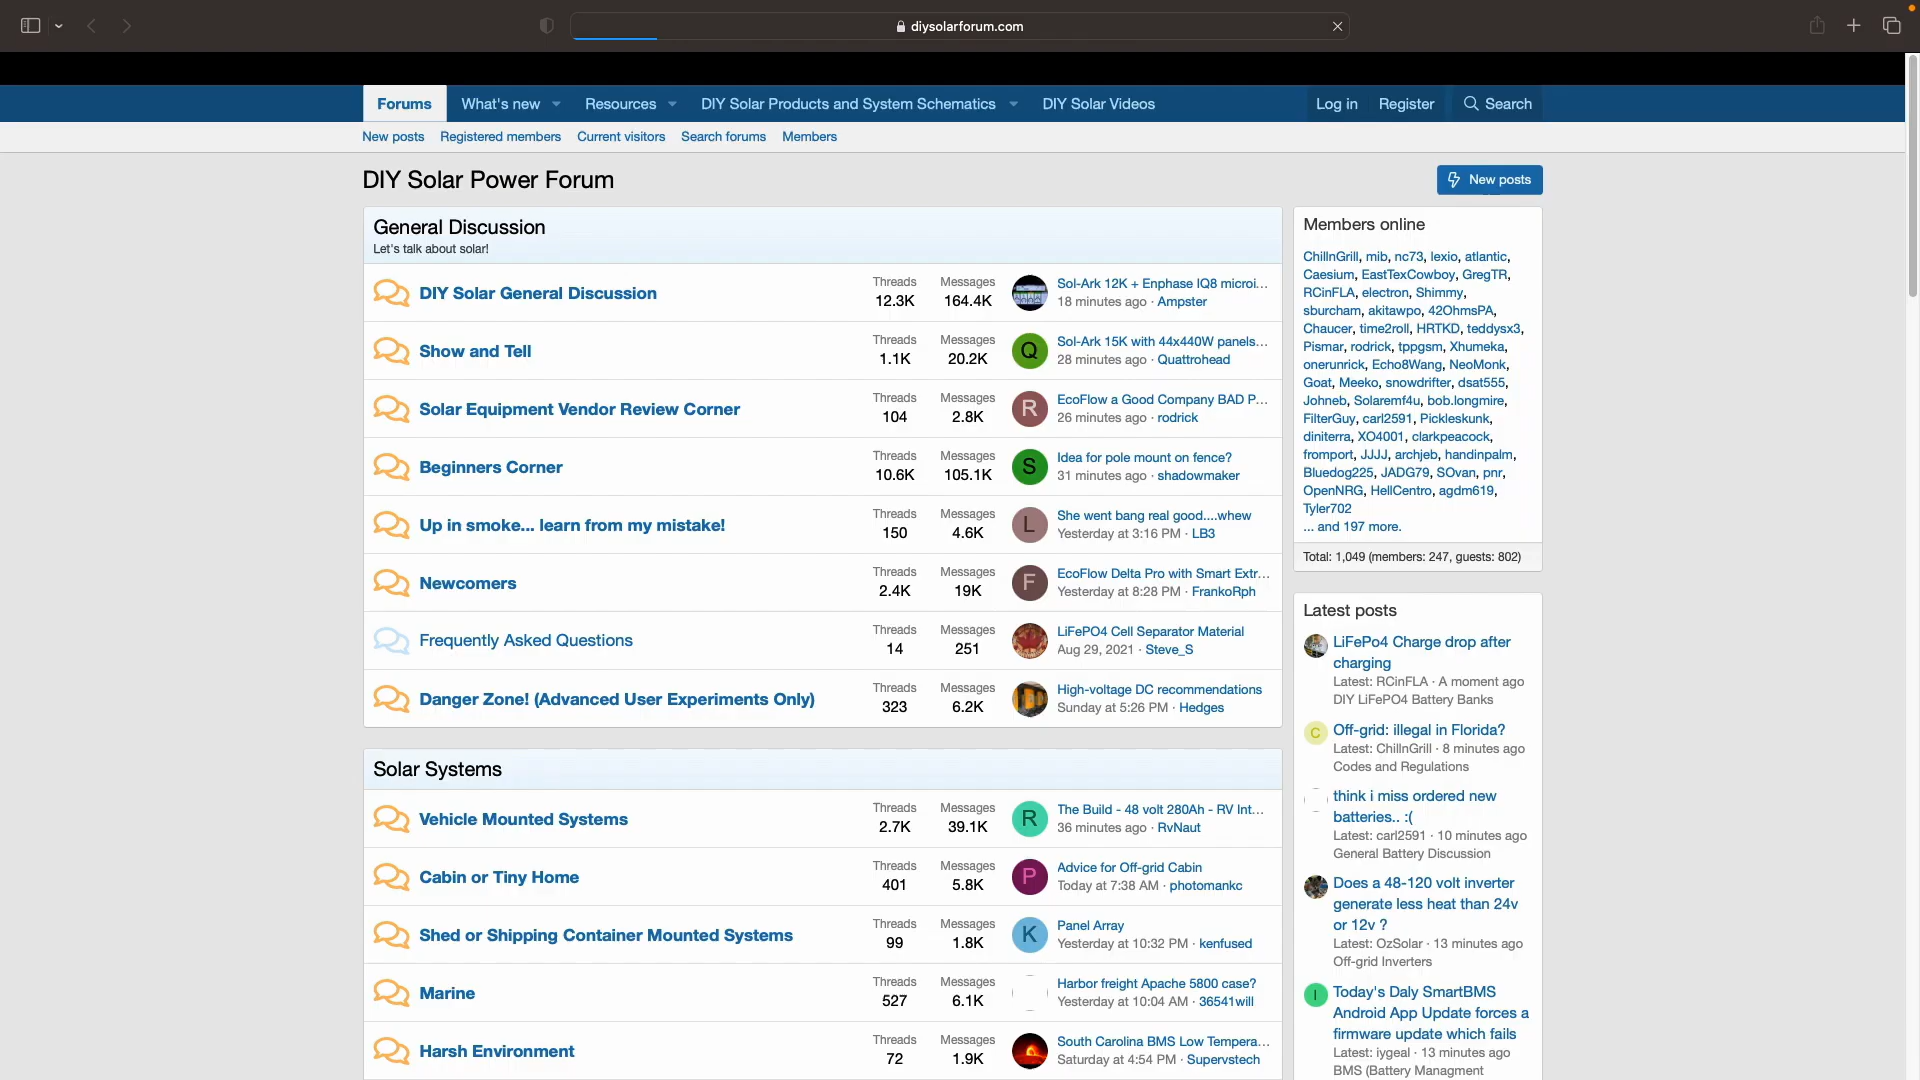 diysolarforum.com
Forums What's new Resources DIY Solar Products and System Schematics DIY Solar Videos Log in Register Search
New posts Registered members Current visitors Search forums Members
DIY Solar Power Forum
New posts
General Discussion
Let's talk about solar!
DIY Solar General Discussion
Threads
12.3K
Messages
164.4K
Sol-Ark 12K + Enphase IQ8 microi...
18 minutes ago · Ampster
Show and Tell
Threads
1.1K
Messages
20.2K
Q
Sol-Ark 15K with 44x440W panels...
28 minutes ago · Quattrohead
Solar Equipment Vendor Review Corner
Threads
104
Messages
2.8K
R
EcoFlow a Good Company BAD P...
26 minutes ago · rodrick
Beginners Corner
Threads
10.6K
Messages
105.1K
S
Idea for pole mount on fence?
31 minutes ago · shadowmaker
Up in smoke... learn from my mistake!
Threads
150
Messages
4.6K
L
She went bang real good....whew
Yesterday at 3:16 PM · LB3
Newcomers
Threads
2.4K
Messages
19K
F
EcoFlow Delta Pro with Smart Extr...
Yesterday at 8:28 PM · FrankoRph
Frequently Asked Questions
Threads
14
Messages
251
LiFePO4 Cell Separator Material
Aug 29, 2021 · Steve_S
Danger Zone! (Advanced User Experiments Only)
Threads
323
Messages
6.2K
High-voltage DC recommendations
Sunday at 5:26 PM · Hedges
Solar Systems
Vehicle Mounted Systems
Threads
2.7K
Messages
39.1K
R
The Build - 48 volt 280Ah - RV Int...
36 minutes ago · RvNaut
Cabin or Tiny Home
Threads
401
Messages
5.8K
P
Advice for Off-grid Cabin
Today at 7:38 AM · photomankc
Shed or Shipping Container Mounted Systems
Threads
99
Messages
1.8K
K
Panel Array
Yesterday at 10:32 PM · kenfused
Marine
Threads
527
Messages
6.1K
Harbor freight Apache 5800 case?
Yesterday at 10:04 AM · 36541will
Harsh Environment
Threads
72
Messages
1.9K
South Carolina BMS Low Tempera...
Saturday at 4:54 PM · Supervstech
Members online
ChillnGrill, mib, nc73, lexio, atlantic,
Caesium, EastTexCowboy, GregTR,
RCinFLA, electron, Shimmy,
sburcham, akitawpo, 42OhmsPA,
Chaucer, time2roll, HRTKD, teddysx3,
Pismar, rodrick, tppgsm, Xhumeka,
onerunrick, Echo8Wang, NeoMonk,
Goat, Meeko, snowdrifter, dsat555,
Johneb, Solaremf4u, bob.longmire,
FilterGuy, carl2591, Pickleskunk,
diniterra, XO4001, clarkpeacock,
fromport, JJJJ, archjeb, handinpalm,
Bluedog225, JADG79, SOvan, pnr,
OpenNRG, HellCentro, agdm619,
Tyler702
... and 197 more.
Total: 1,049 (members: 247, guests: 802)
Latest posts
LiFePo4 Charge drop after
charging
Latest: RCinFLA · A moment ago
DIY LiFePO4 Battery Banks
C
Off-grid: illegal in Florida?
Latest: ChillnGrill · 8 minutes ago
Codes and Regulations
think i miss ordered new
batteries.. :(
Latest: carl2591 · 10 minutes ago
General Battery Discussion
Does a 48-120 volt inverter
generate less heat than 24v
or 12v ?
Latest: OzSolar · 13 minutes ago
Off-grid Inverters
I
Today's Daly SmartBMS
Android App Update forces a
firmware update which fails
Latest: iygeal · 13 minutes ago
BMS (Battery Managment